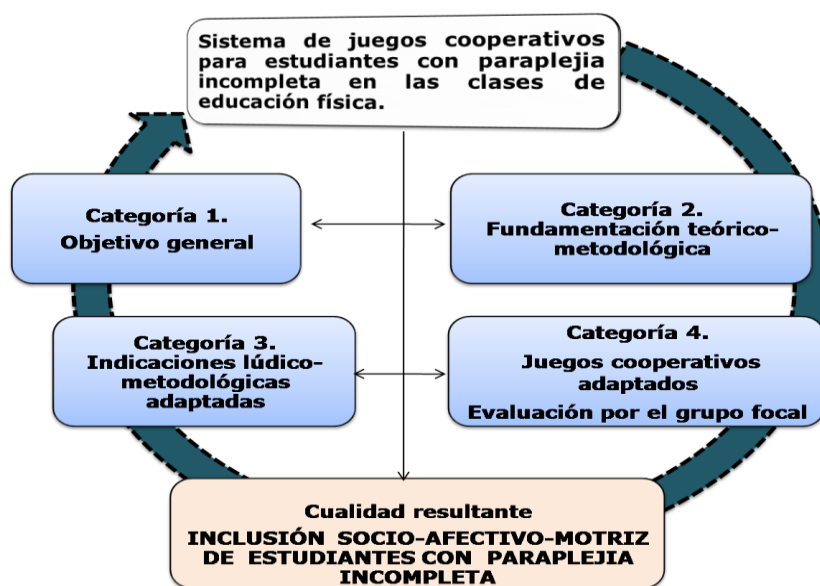 Sistema de juegos cooperativos
para estudiantes con paraplejia
incompleta en las clases de
educación física.
Categoría 1.
Objetivo general
Categoría 2.
Fundamentación teórico-
metodológica
Categoría 3.
Indicaciones lúdico-
metodológicas
adaptadas
Categoría 4.
Juegos cooperativos
adaptados
Evaluación por el grupo focal
Cualidad resultante
INCLUSIÓN SOCIO-AFECTIVO-MOTRIZ
DE ESTUDIANTES CON PARAPLEJIA
INCOMPLETA